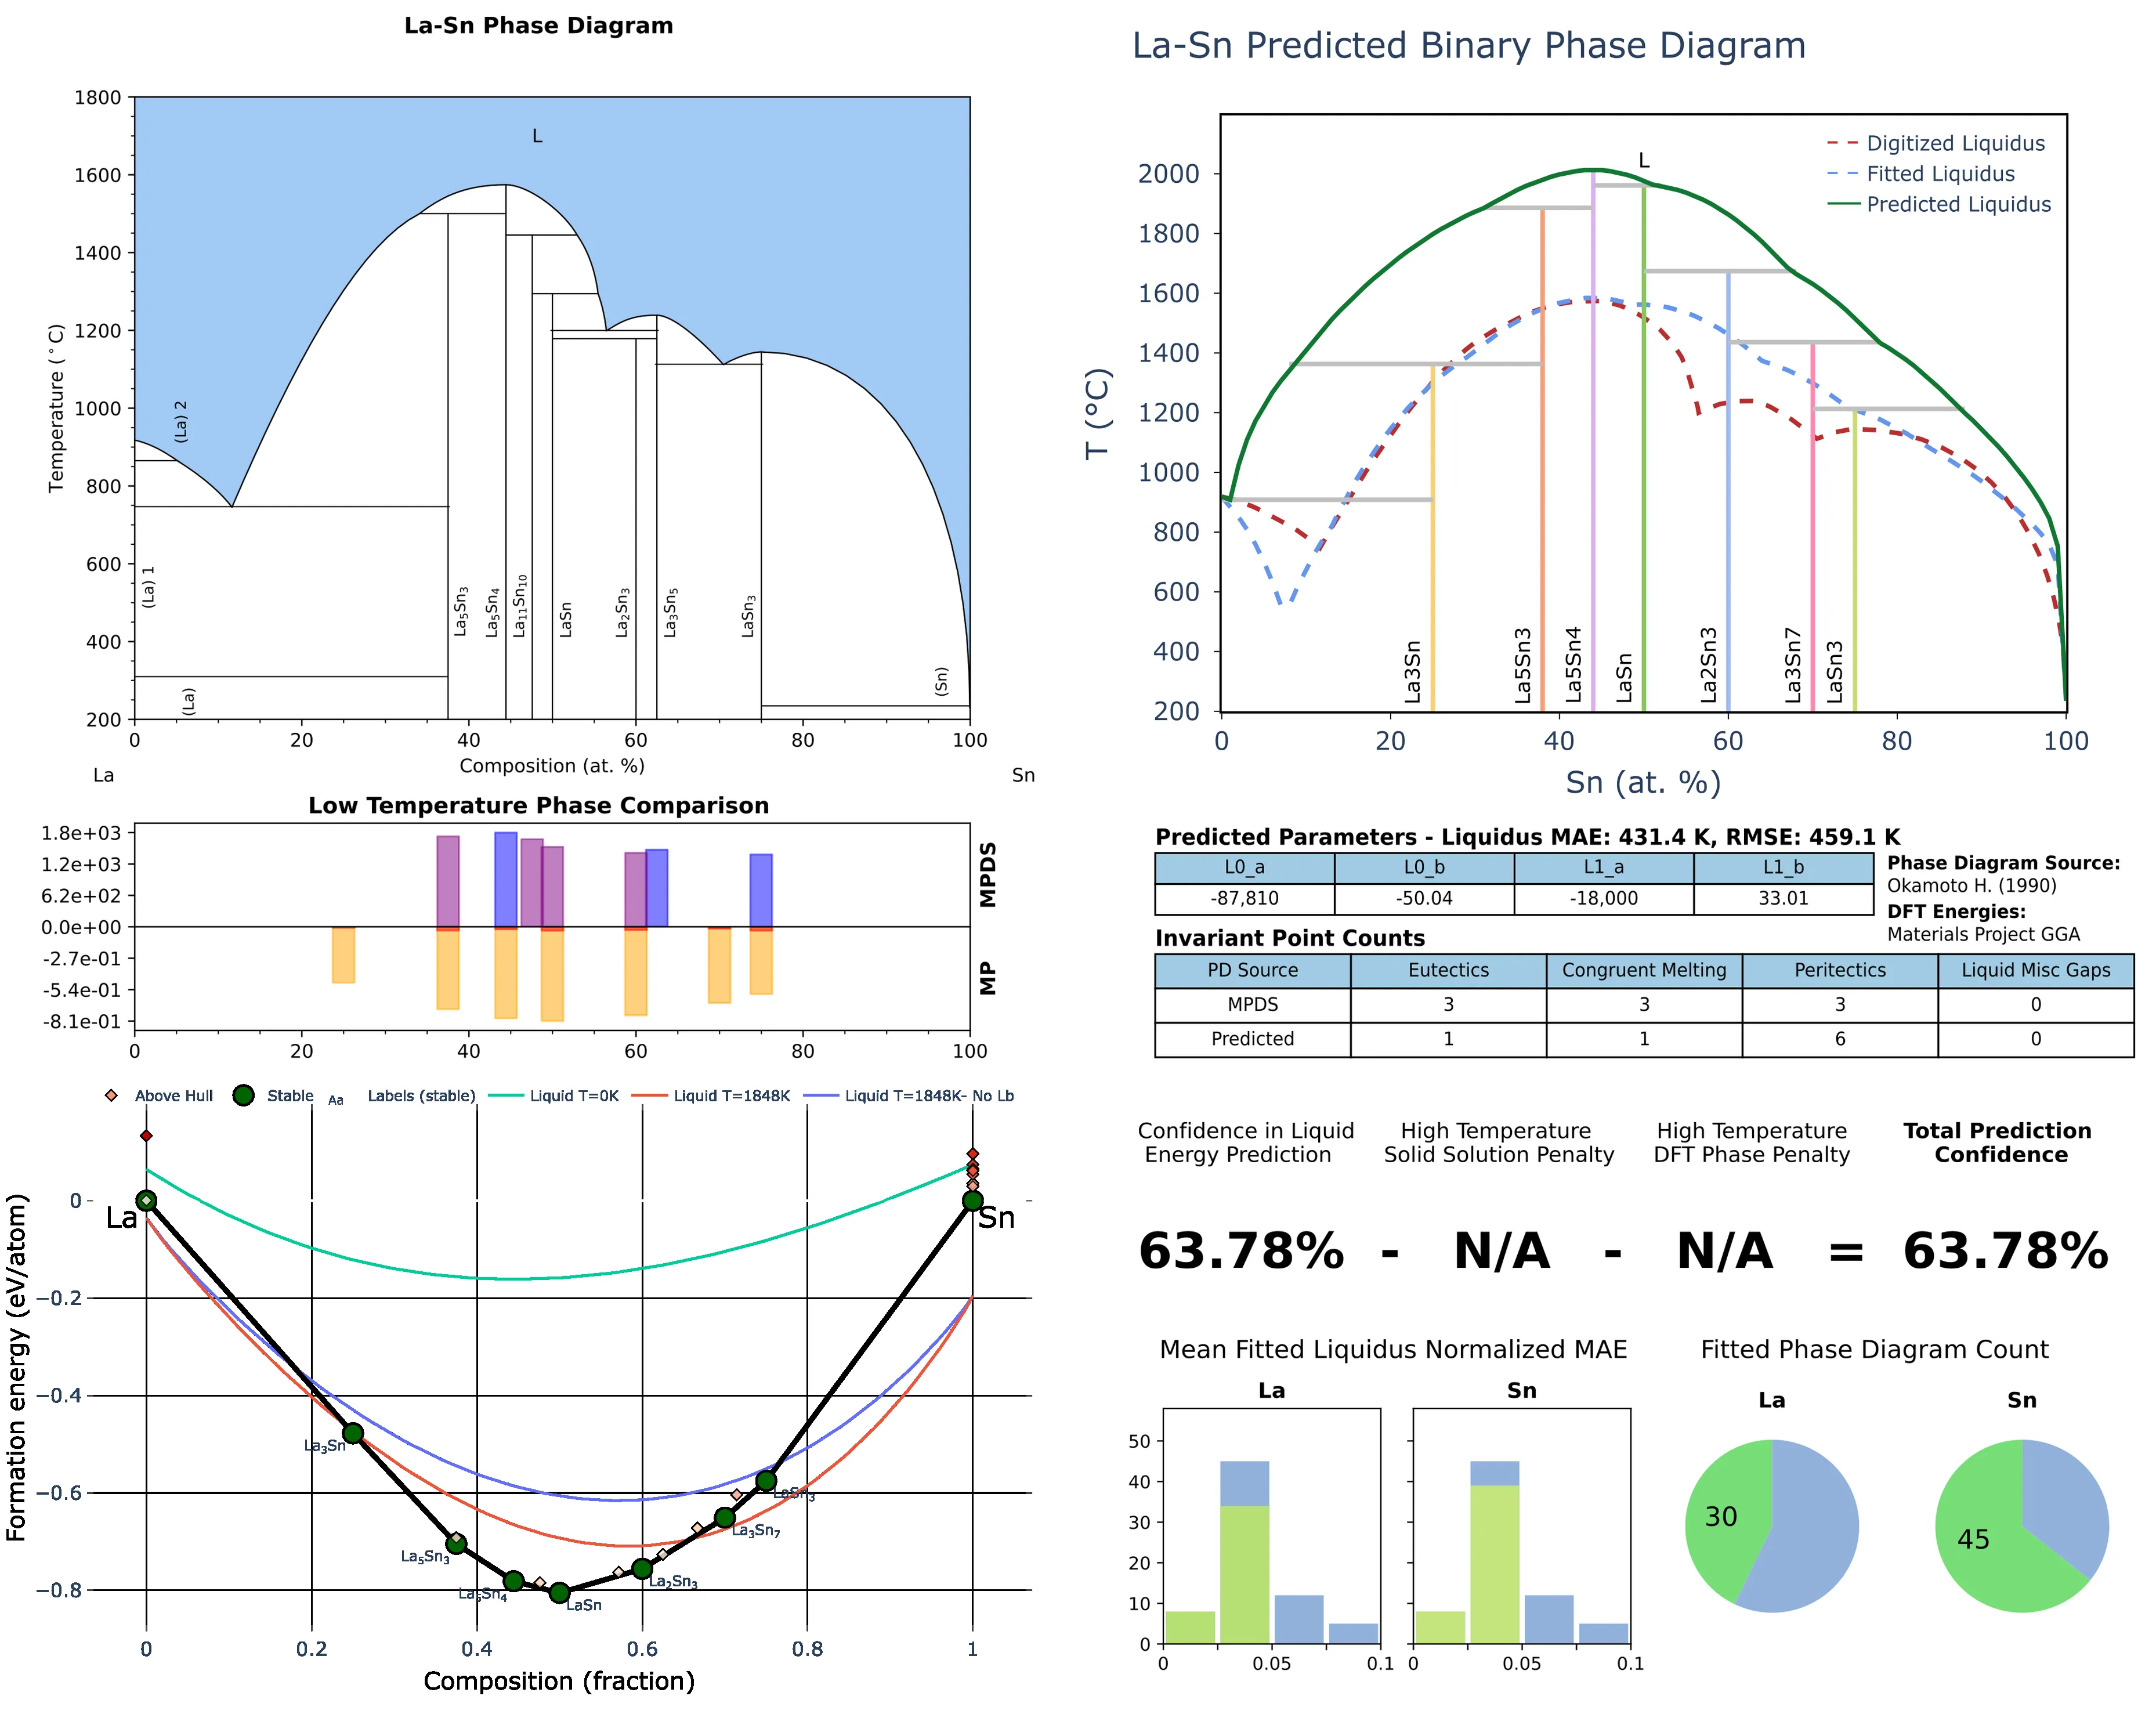 La-Sn Phase Diagram
1800
1600
1400
1200
1000
800
600
400
200
Temperature (°C)
L
(La) 2
(La) 1
(La)
La5Sn3
La5Sn4
La11Sn10
LaSn
La2Sn3
La3Sn5
LaSn3
(Sn)
0 20 40 60 80 100
Composition (at. %)
La Sn
La-Sn Predicted Binary Phase Diagram
2000
1800
1600
1400
1200
1000
800
600
400
200
T (°C)
L
Digitized Liquidus
Fitted Liquidus
Predicted Liquidus
La3Sn
La5Sn3
La5Sn4
LaSn
La2Sn3
La3Sn7
LaSn3
0 20 40 60 80 100
Sn (at. %)
Low Temperature Phase Comparison
1.8e+03
1.2e+03
6.2e+02
0.0e+00
-2.7e-01
-5.4e-01
-8.1e-01
MPDS
MP
0 20 40 60 80 100
Predicted Parameters - Liquidus MAE: 431.4 K, RMSE: 459.1 K
L0_a L0_b L1_a L1_b
-87,810 -50.04 -18,000 33.01
Phase Diagram Source:
Okamoto H. (1990)
DFT Energies:
Materials Project GGA
Invariant Point Counts
PD Source Eutectics Congruent Melting Peritectics Liquid Misc Gaps
MPDS 3 3 3 0
Predicted 1 1 6 0
Above Hull Stable Aa Labels (stable) Liquid T=0K Liquid T=1848K Liquid T=1848K- No Lb
0
−0.2
−0.4
−0.6
−0.8
Formation energy (eV/atom)
La
Sn
La3Sn
La5Sn3
La5Sn4
LaSn
La2Sn3
La3Sn7
LaSn3
0 0.2 0.4 0.6 0.8 1
Composition (fraction)
Confidence in Liquid
Energy Prediction
High Temperature
Solid Solution Penalty
High Temperature
DFT Phase Penalty
Total Prediction
Confidence
63.78% - N/A - N/A = 63.78%
Mean Fitted Liquidus Normalized MAE
La Sn
50
40
30
20
10
0
0 0.05 0.1
0 0.05 0.1
Fitted Phase Diagram Count
La Sn
30
45